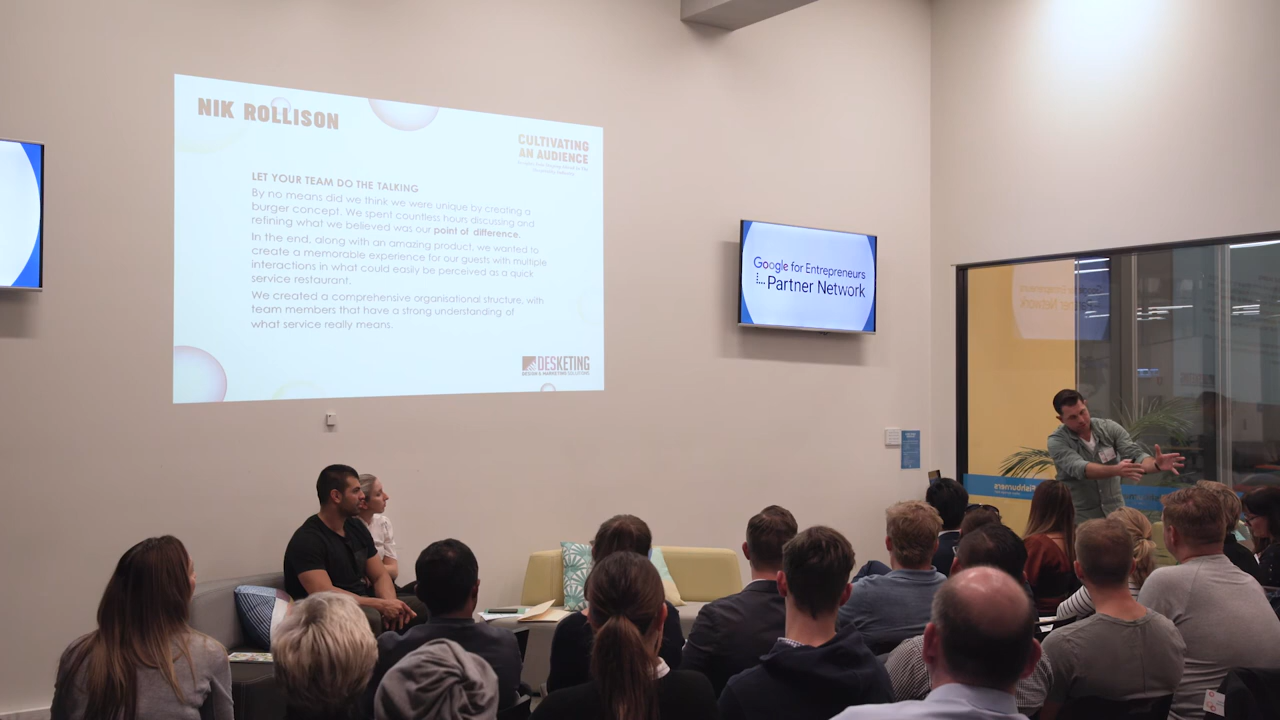 NIK ROLLISON
CULTIVATING
AN AUDIENCE
LET YOUR TEAM DO THE TALKING
By no means did we think we were unique by creating a
burger concept. We spent countless hours discussing and
refining what we believed was our point of difference.
In the end, along with an amazing product, we wanted to
create a memorable experience for our guests with multiple
interactions in what could easily be perceived as a quick
service restaurant.
We created a comprehensive organisational structure, with
team members that have a strong understanding of
what service really means.
DESKETING
DESIGN & MARKETING SOLUTIONS
Google for Entrepreneurs
Partner Network
Fishburners